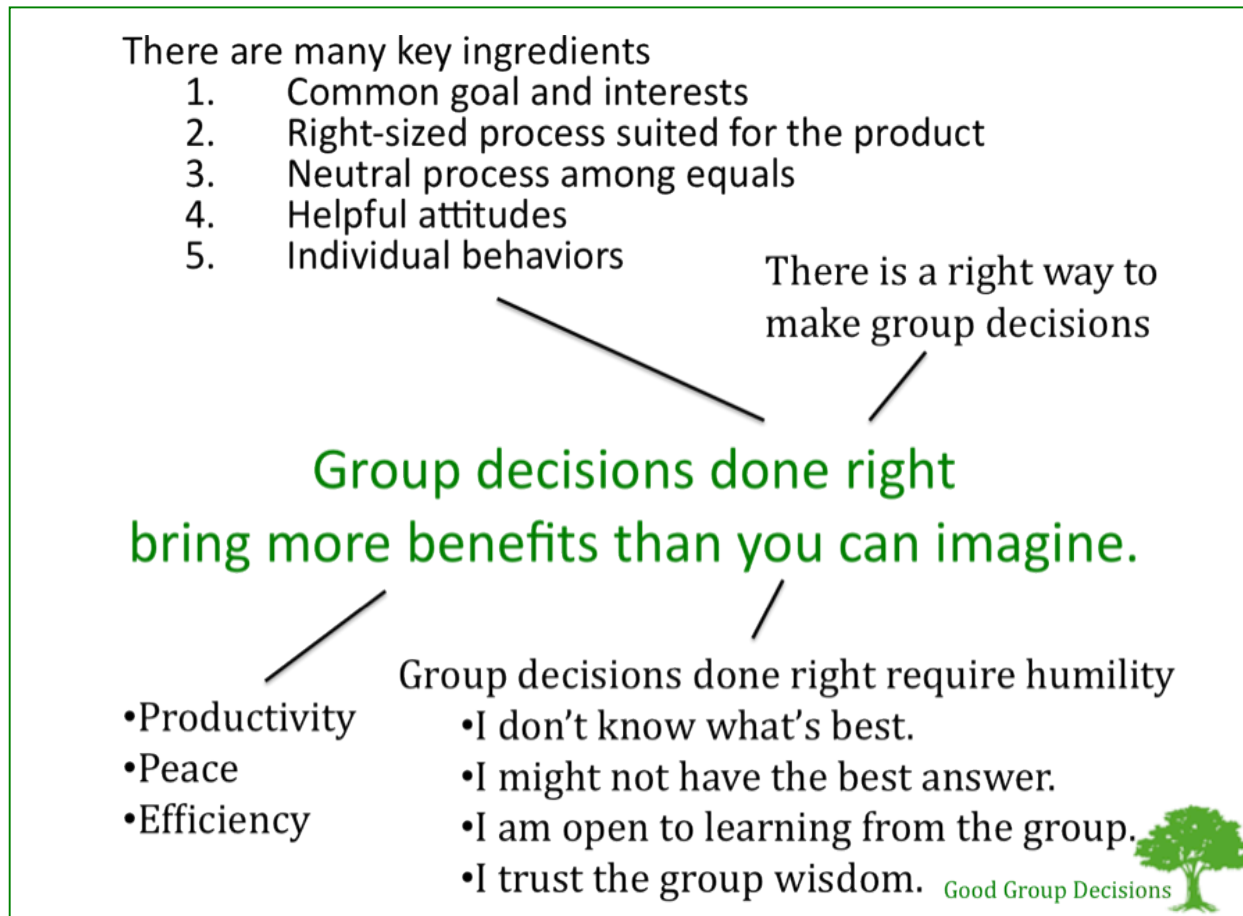 There are many key ingredients
1. Common goal and interests
2. Right-sized process suited for the product
3. Neutral process among equals
4. Helpful attitudes
5. Individual behaviors
There is a right way to
make group decisions
Group decisions done right
bring more benefits than you can imagine.
•Productivity
•Peace
•Efficiency
Group decisions done right require humility
•I don’t know what’s best.
•I might not have the best answer.
•I am open to learning from the group.
•I trust the group wisdom.
Good Group Decisions